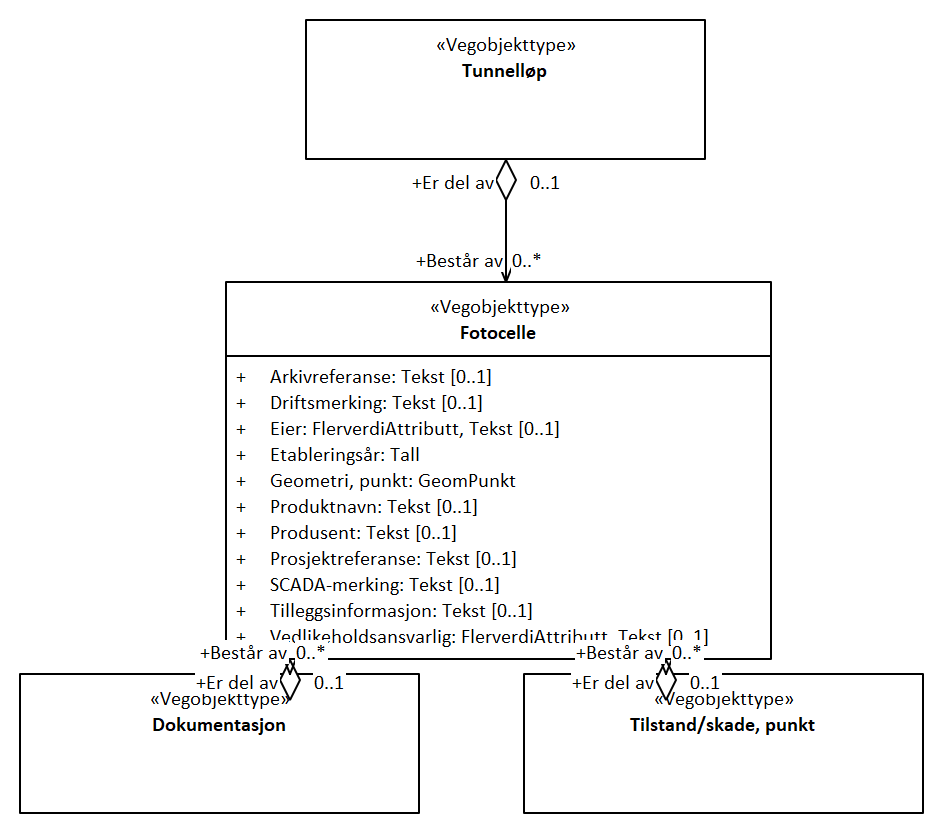 «Vegobjekttype»
Tunnelløp
+Er del av 0..1
+Består av 0..*
«Vegobjekttype»
Fotocelle
+ Arkivreferanse: Tekst [0..1]
+ Driftsmerking: Tekst [0..1]
+ Eier: FlerverdiAttributt, Tekst [0..1]
+ Etableringsår: Tall
+ Geometri, punkt: GeomPunkt
+ Produktnavn: Tekst [0..1]
+ Produsent: Tekst [0..1]
+ Prosjektreferanse: Tekst [0..1]
+ SCADA-merking: Tekst [0..1]
+ Tilleggsinformasjon: Tekst [0..1]
+ Vedlikeholdsansvarlig: FlerverdiAttributt, Tekst [0..1]
+Består av 0..* +Består av 0..*
+Er del av 0..1 +Er del av 0..1
«Vegobjekttype» «Vegobjekttype»
Dokumentasjon Tilstand/skade, punkt